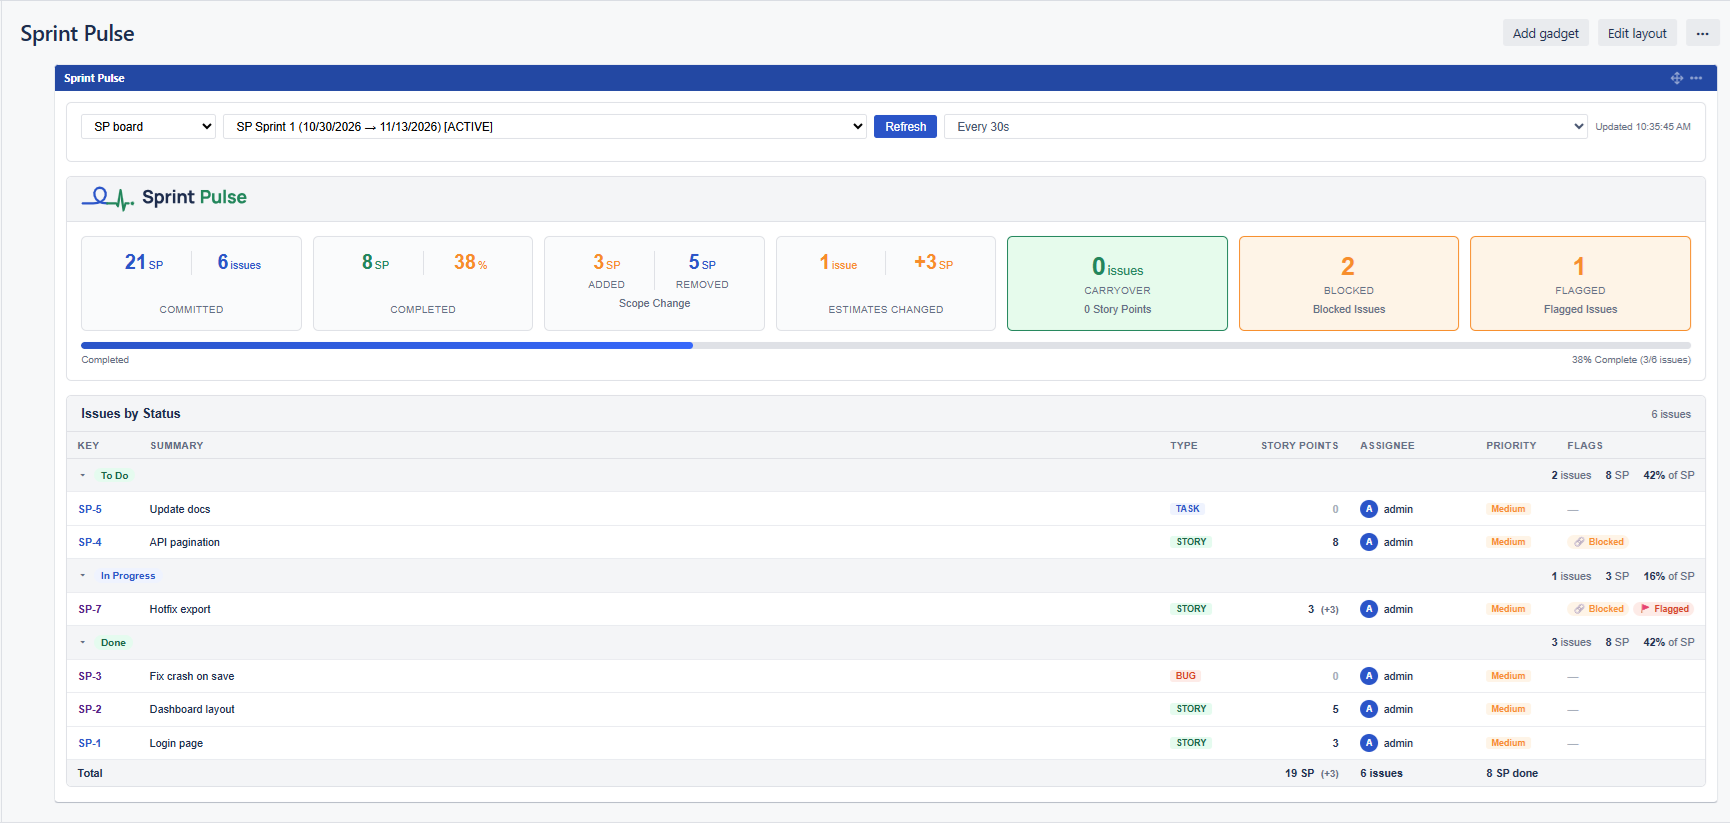 Sprint Pulse
Add gadget
Edit layout
Sprint Pulse
SP board
SP Sprint 1 (10/30/2026 → 11/13/2026) [ACTIVE]
Refresh
Every 30s
Updated 10:35:45 AM
Sprint Pulse
21 SP 6 issues
COMMITTED
8 SP 38 %
COMPLETED
3 SP 5 SP
ADDED REMOVED
Scope Change
1 issue +3 SP
ESTIMATES CHANGED
0 issues
CARRYOVER
0 Story Points
2
BLOCKED
Blocked Issues
1
FLAGGED
Flagged Issues
Completed 38% Complete (3/6 issues)
Issues by Status 6 issues
KEY SUMMARY TYPE STORY POINTS ASSIGNEE PRIORITY FLAGS
To Do 2 issues 8 SP 42% of SP
SP-5 Update docs TASK 0 A admin Medium —
SP-4 API pagination STORY 8 A admin Medium Blocked
In Progress 1 issues 3 SP 16% of SP
SP-7 Hotfix export STORY 3 (+3) A admin Medium Blocked Flagged
Done 3 issues 8 SP 42% of SP
SP-3 Fix crash on save BUG 0 A admin Medium —
SP-2 Dashboard layout STORY 5 A admin Medium —
SP-1 Login page STORY 3 A admin Medium —
Total 19 SP (+3) 6 issues 8 SP done